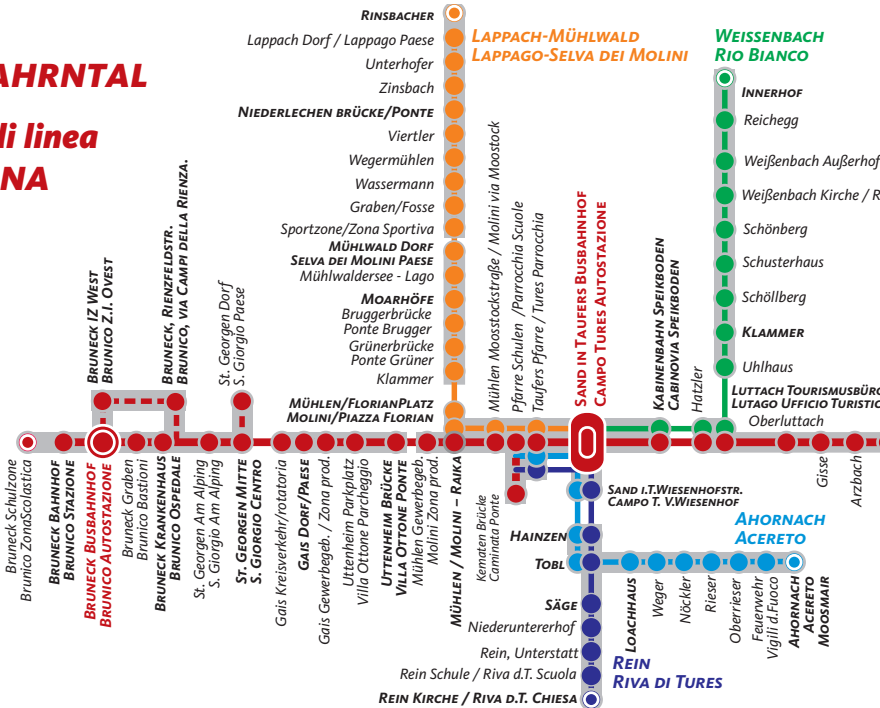 AHRNTAL
di linea
NA
RINSBACHER
Lappach Dorf / Lappago Paese
Unterhofer
Zinsbach
NIEDERLECHEN BRÜCKE/PONTE
Viertler
Wegermühlen
Wassermann
Graben/Fosse
Sportzone/Zona Sportiva
MÜHLWALD DORF
SELVA DEI MOLINI PAESE
Mühlwaldersee - Lago
MOARHÖFE
Bruggerbrücke
Ponte Brugger
Grünerbrücke
Ponte Grüner
Klammer
MÜHLEN/FLORIANPLATZ
MOLINI/PIAZZA FLORIAN
LAPPACH-MÜHLWALD
LAPPAGO-SELVA DEI MOLINI
WEISSENBACH
RIO BIANCO
INNERHOF
Reichegg
Weißenbach Außerhof
Weißenbach Kirche / R
Schönberg
Schusterhaus
Schöllberg
KLAMMER
Uhlhaus
LUTTACH TOURISMUSBÜRO
LUTAGO UFFICIO TURISTIC
Oberluttach
BRUNECK IZ WEST
BRUNICO Z.I. OVEST
BRUNECK, RIENZFELDSTR.
BRUNICO, VIA CAMPI DELLA RIENZA.
St. Georgen Dorf
S. Giorgio Paese
Mühlen Moosstockstraße / Molini via Moostock
Pfarre Schulen /Parrocchia Scuole
Taufers Pfarre / Tures Parrocchia
SAND IN TAUFERS BUSBAHNHOF
CAMPO TURES AUTOSTAZIONE
KABINENBAHN SPEIKBODEN
CABINOVIA SPEIKBODEN
Hatzler
Bruneck Schulzone
Brunico ZonaScolastica
BRUNECK BAHNHOF
BRUNICO STAZIONE
BRUNECK BUSBAHNHOF
BRUNICO AUTOSTAZIONE
Bruneck Graben
Brunico Bastioni
BRUNECK KRANKENHAUS
BRUNICO OSPEDALE
St. Georgen Am Alping
S. Giorgio Am Alping
ST. GEORGEN MITTE
S. GIORGIO CENTRO
Gais Kreisverkehr/rotatoria
GAIS DORF/PAESE
Gais Gewerbegeb. / Zona prod.
Uttenheim Parkplatz
Villa Ottone Parcheggio
UTTENHEIM BRÜCKE
VILLA OTTONE PONTE
Mühlen Gewerbegeb.
Molini Zona prod.
MÜHLEN / MOLINI – RAIKA
Kematen Brücke
Caminata Ponte
Gisse
Arzbach
SAND I.T.WIESENHOFSTR.
CAMPO T. V.WIESENHOF
HAINZEN
TOBL
AHORNACH
ACERETO
LOACHHAUS
Weger
Nöckler
Rieser
Oberrieser
Feuerwehr
Vigili d.Fuoco
AHORNACH
ACERETO
MOOSMAIR
SÄGE
Niederuntererhof
Rein, Unterstatt
Rein Schule / Riva d.T. Scuola
REIN KIRCHE / RIVA D.T. CHIESA
REIN
RIVA DI TURES